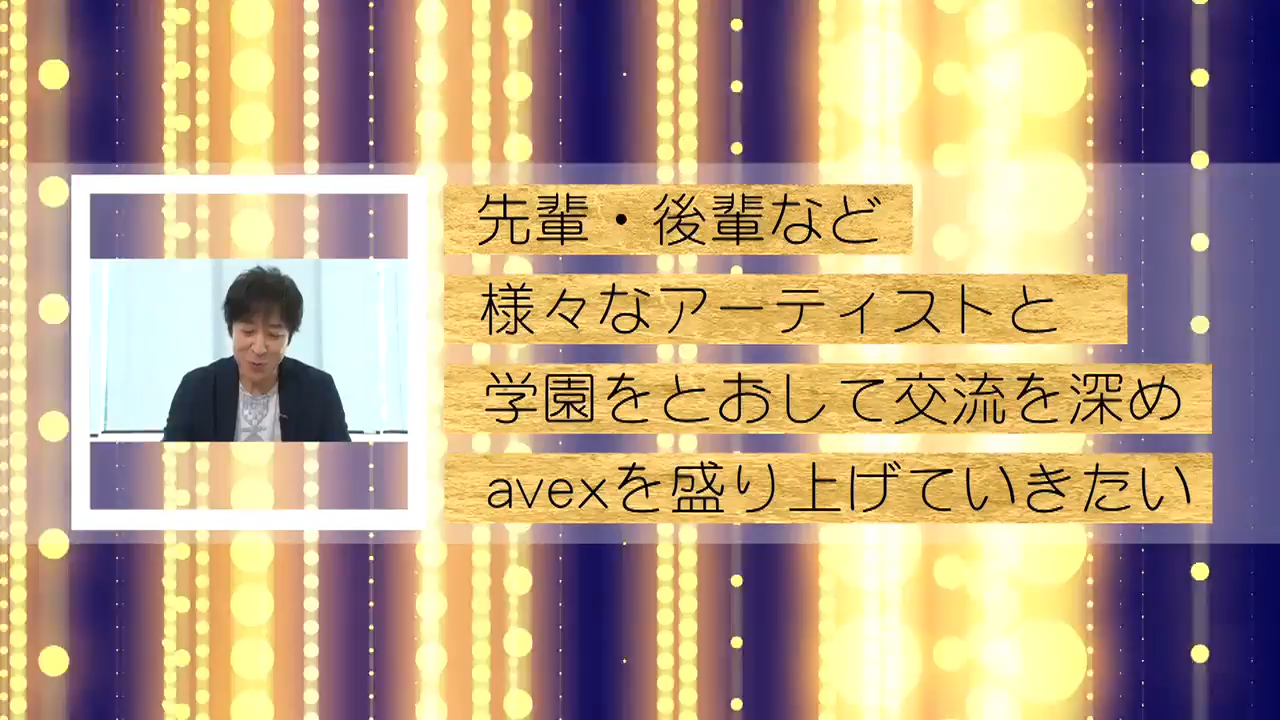 先輩・後輩など
様々なアーティストと
学園をとおして交流を深め
avexを盛り上げていきたい